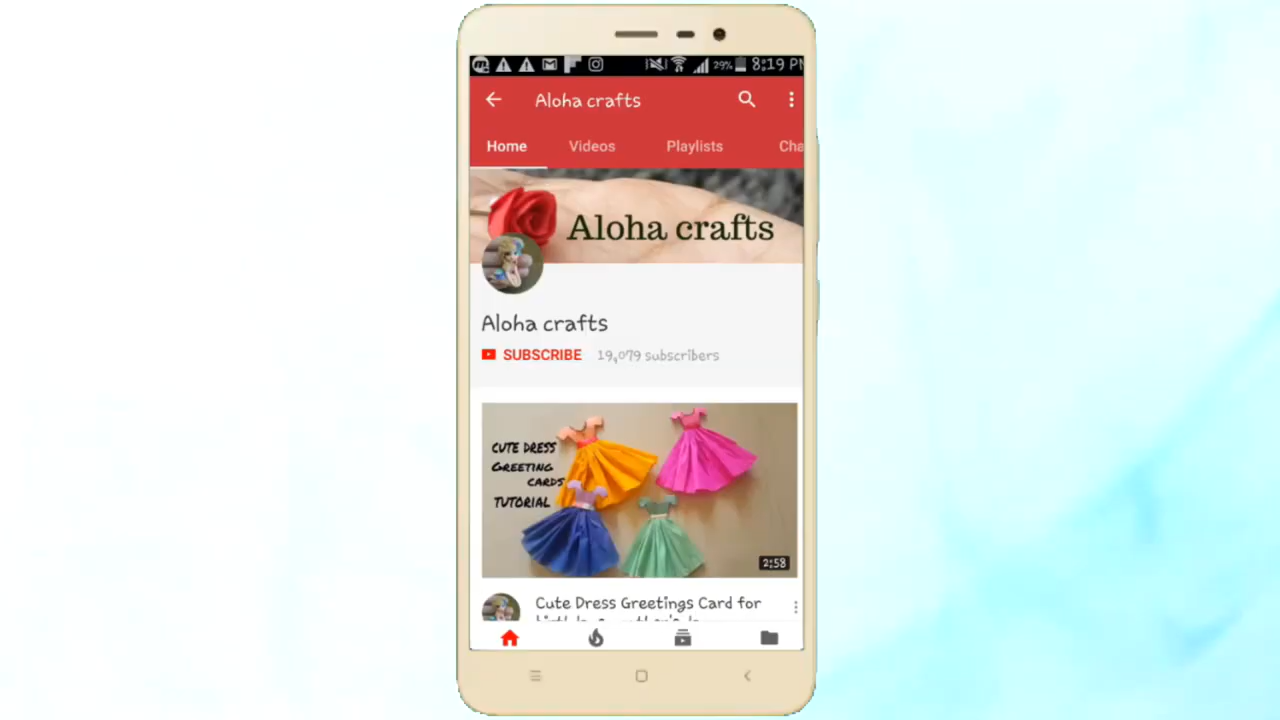 29% 8:19 PM
Aloha crafts
Home Videos Playlists Cha
Aloha crafts
Aloha crafts
SUBSCRIBE 19,079 subscribers
CUTE DRESS
GREETING
CARDS
TUTORIAL
2:58
Cute Dress Greetings Card for